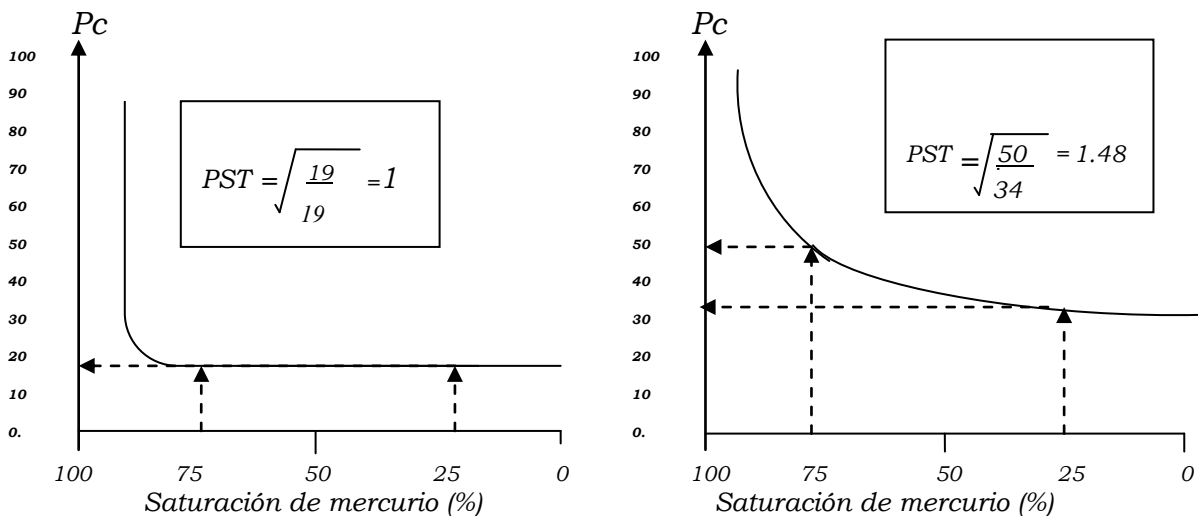 Pc
100
90
80
70
60
50
40
30
20
10
0.
PST = √ 19 / 19 = 1
100 75 50 25 0
Saturación de mercurio (%)
Pc
100
90
80
70
60
50
40
30
20
10
0.
PST = √ 50 / 34 = 1.48
100 75 50 25 0
Saturación de mercurio (%)